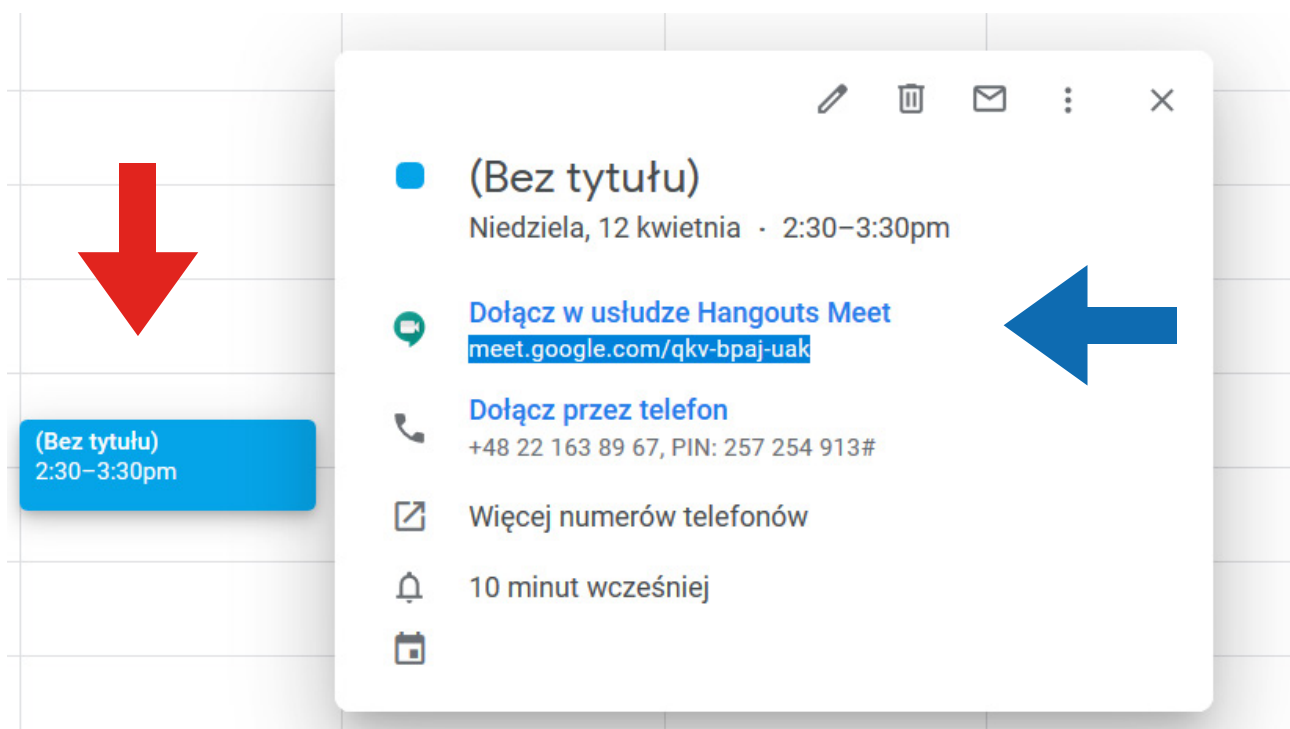 (Bez tytułu)
2:30–3:30pm
(Bez tytułu)
Niedziela, 12 kwietnia · 2:30–3:30pm
Dołącz w usłudze Hangouts Meet
meet.google.com/qkv-bpaj-uak
Dołącz przez telefon
+48 22 163 89 67, PIN: 257 254 913#
Więcej numerów telefonów
10 minut wcześniej